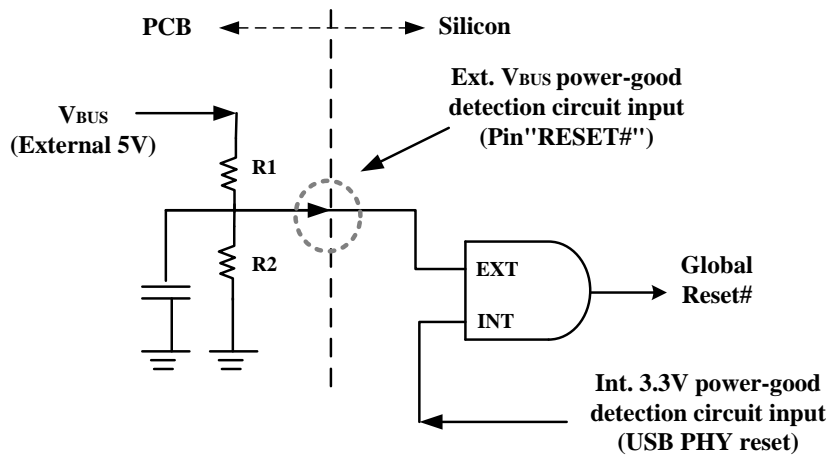 PCB
Silicon
Ext. VBUS power-good
detection circuit input
(Pin"RESET#")
VBUS
(External 5V)
R1
R2
EXT
INT
Global
Reset#
Int. 3.3V power-good
detection circuit input
(USB PHY reset)